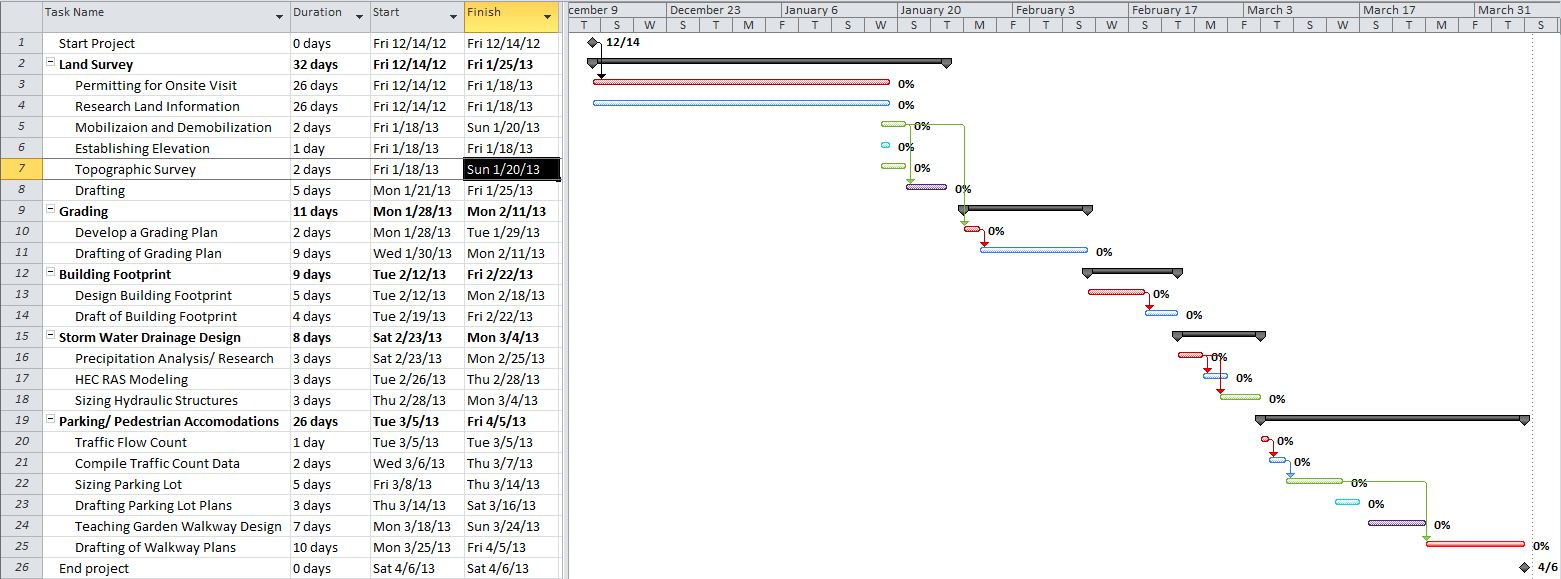 Task Name Duration Start Finish cember 9 December 23 January 6 January 20 February 3 February 17 March 3 March 17 March 31
T S W S T M F T S W S T M F T S W S T M F T S W S T M F T S
1 Start Project 0 days Fri 12/14/12 Fri 12/14/12 12/14
2 Land Survey 32 days Fri 12/14/12 Fri 1/25/13
3 Permitting for Onsite Visit 26 days Fri 12/14/12 Fri 1/18/13 0%
4 Research Land Information 26 days Fri 12/14/12 Fri 1/18/13 0%
5 Mobilizaion and Demobilization 2 days Fri 1/18/13 Sun 1/20/13 0%
6 Establishing Elevation 1 day Fri 1/18/13 Fri 1/18/13 0%
7 Topographic Survey 2 days Fri 1/18/13 Sun 1/20/13 0%
8 Drafting 5 days Mon 1/21/13 Fri 1/25/13 0%
9 Grading 11 days Mon 1/28/13 Mon 2/11/13
10 Develop a Grading Plan 2 days Mon 1/28/13 Tue 1/29/13 0%
11 Drafting of Grading Plan 9 days Wed 1/30/13 Mon 2/11/13 0%
12 Building Footprint 9 days Tue 2/12/13 Fri 2/22/13
13 Design Building Footprint 5 days Tue 2/12/13 Mon 2/18/13 0%
14 Draft of Building Footprint 4 days Tue 2/19/13 Fri 2/22/13 0%
15 Storm Water Drainage Design 8 days Sat 2/23/13 Mon 3/4/13
16 Precipitation Analysis/ Research 3 days Sat 2/23/13 Mon 2/25/13 0%
17 HEC RAS Modeling 3 days Tue 2/26/13 Thu 2/28/13 0%
18 Sizing Hydraulic Structures 3 days Thu 2/28/13 Mon 3/4/13 0%
19 Parking/ Pedestrian Accomodations 26 days Tue 3/5/13 Fri 4/5/13
20 Traffic Flow Count 1 day Tue 3/5/13 Tue 3/5/13 0%
21 Compile Traffic Count Data 2 days Wed 3/6/13 Thu 3/7/13 0%
22 Sizing Parking Lot 5 days Fri 3/8/13 Thu 3/14/13 0%
23 Drafting Parking Lot Plans 3 days Thu 3/14/13 Sat 3/16/13 0%
24 Teaching Garden Walkway Design 7 days Mon 3/18/13 Sun 3/24/13 0%
25 Drafting of Walkway Plans 10 days Mon 3/25/13 Fri 4/5/13 0%
26 End project 0 days Sat 4/6/13 Sat 4/6/13 4/6